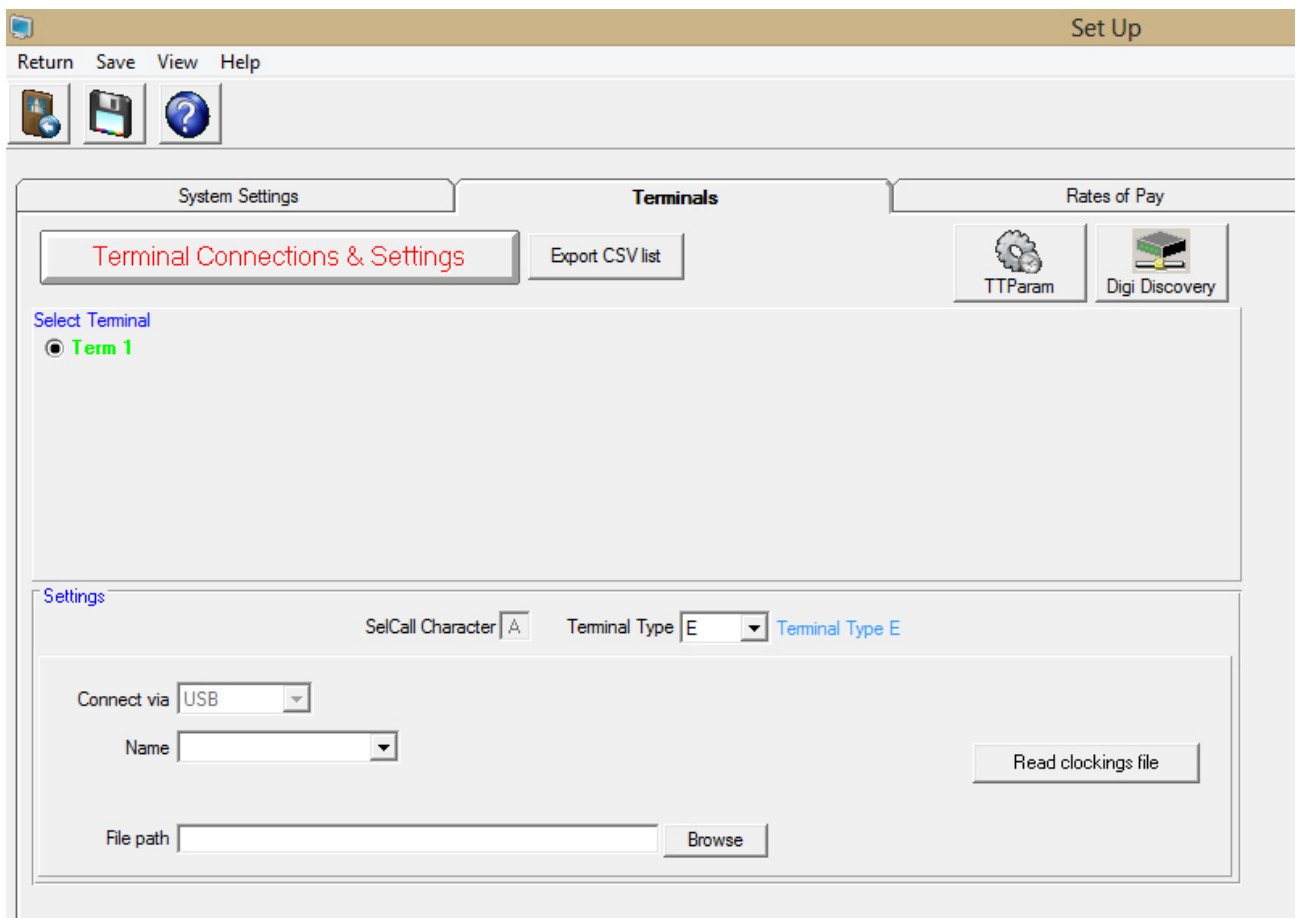 Set Up
Return Save View Help
System Settings Terminals Rates of Pay
Terminal Connections & Settings Export CSV list TTParam Digi Discovery
Select Terminal
Term 1
Settings
SelCall Character A Terminal Type E Terminal Type E
Connect via USB
Name
Read clockings file
File path Browse